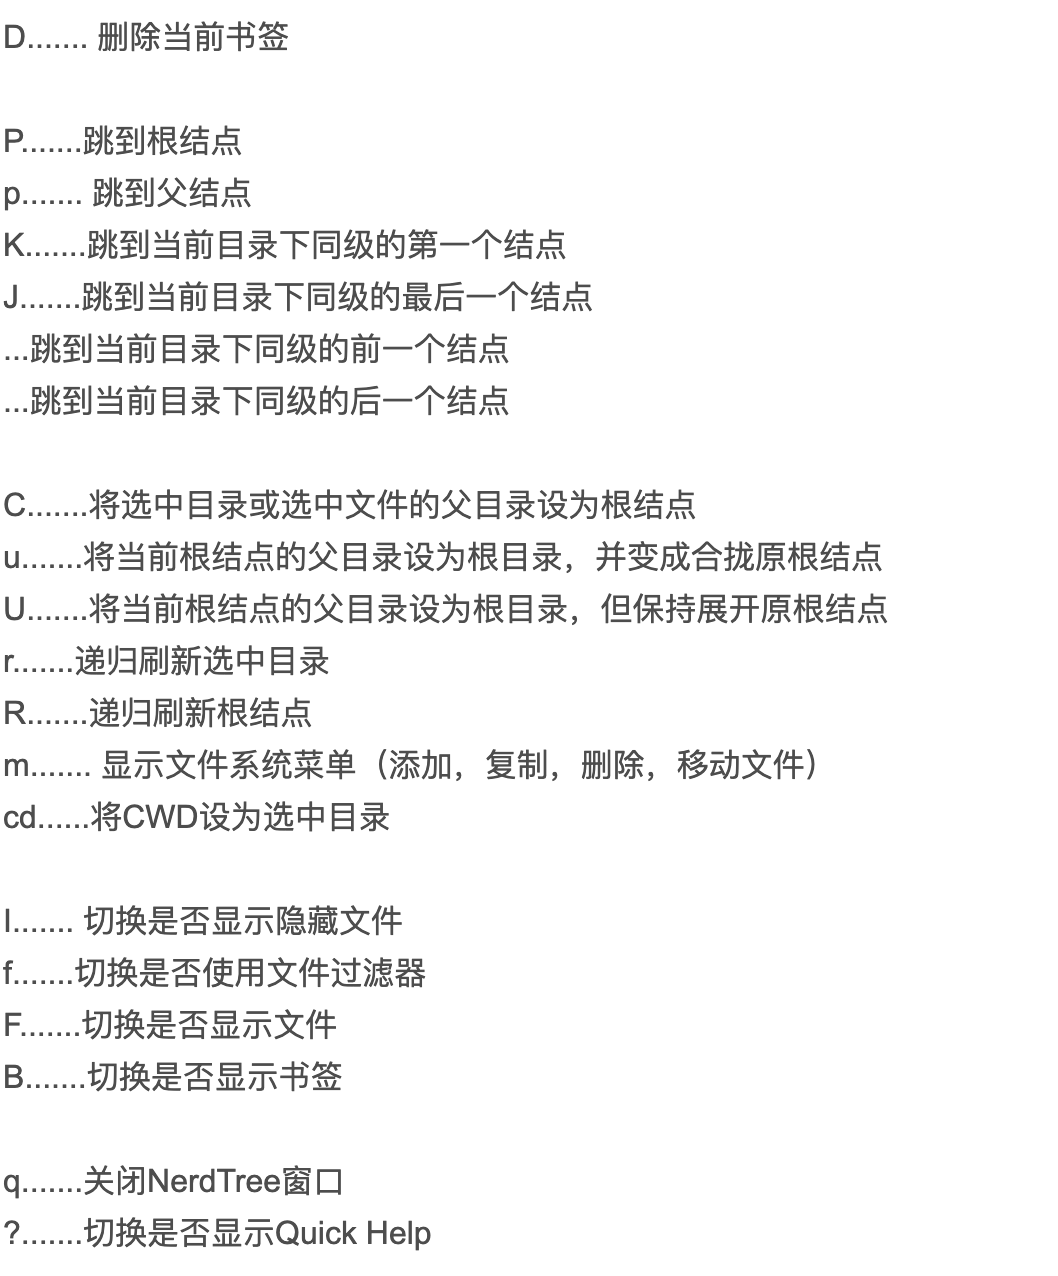 D....... 删除当前书签
P.......跳到根结点
p....... 跳到父结点
K.......跳到当前目录下同级的第一个结点
J.......跳到当前目录下同级的最后一个结点
...跳到当前目录下同级的前一个结点
...跳到当前目录下同级的后一个结点
C.......将选中目录或选中文件的父目录设为根结点
u.......将当前根结点的父目录设为根目录，并变成合拢原根结点
U.......将当前根结点的父目录设为根目录，但保持展开原根结点
r.......递归刷新选中目录
R.......递归刷新根结点
m....... 显示文件系统菜单（添加，复制，删除，移动文件）
cd......将CWD设为选中目录
I....... 切换是否显示隐藏文件
f.......切换是否使用文件过滤器
F.......切换是否显示文件
B.......切换是否显示书签
q.......关闭NerdTree窗口
?.......切换是否显示Quick Help